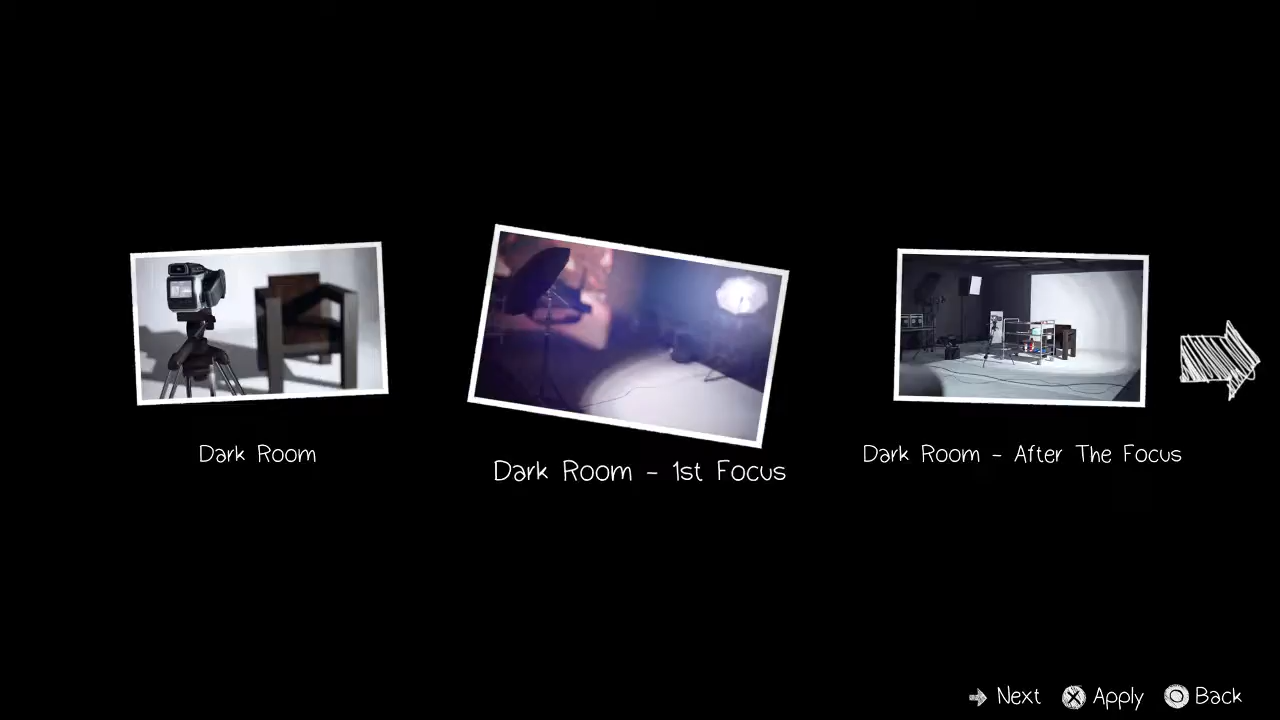 Dark Room
Dark Room - 1st Focus
Dark Room - After The Focus
Next Apply Back